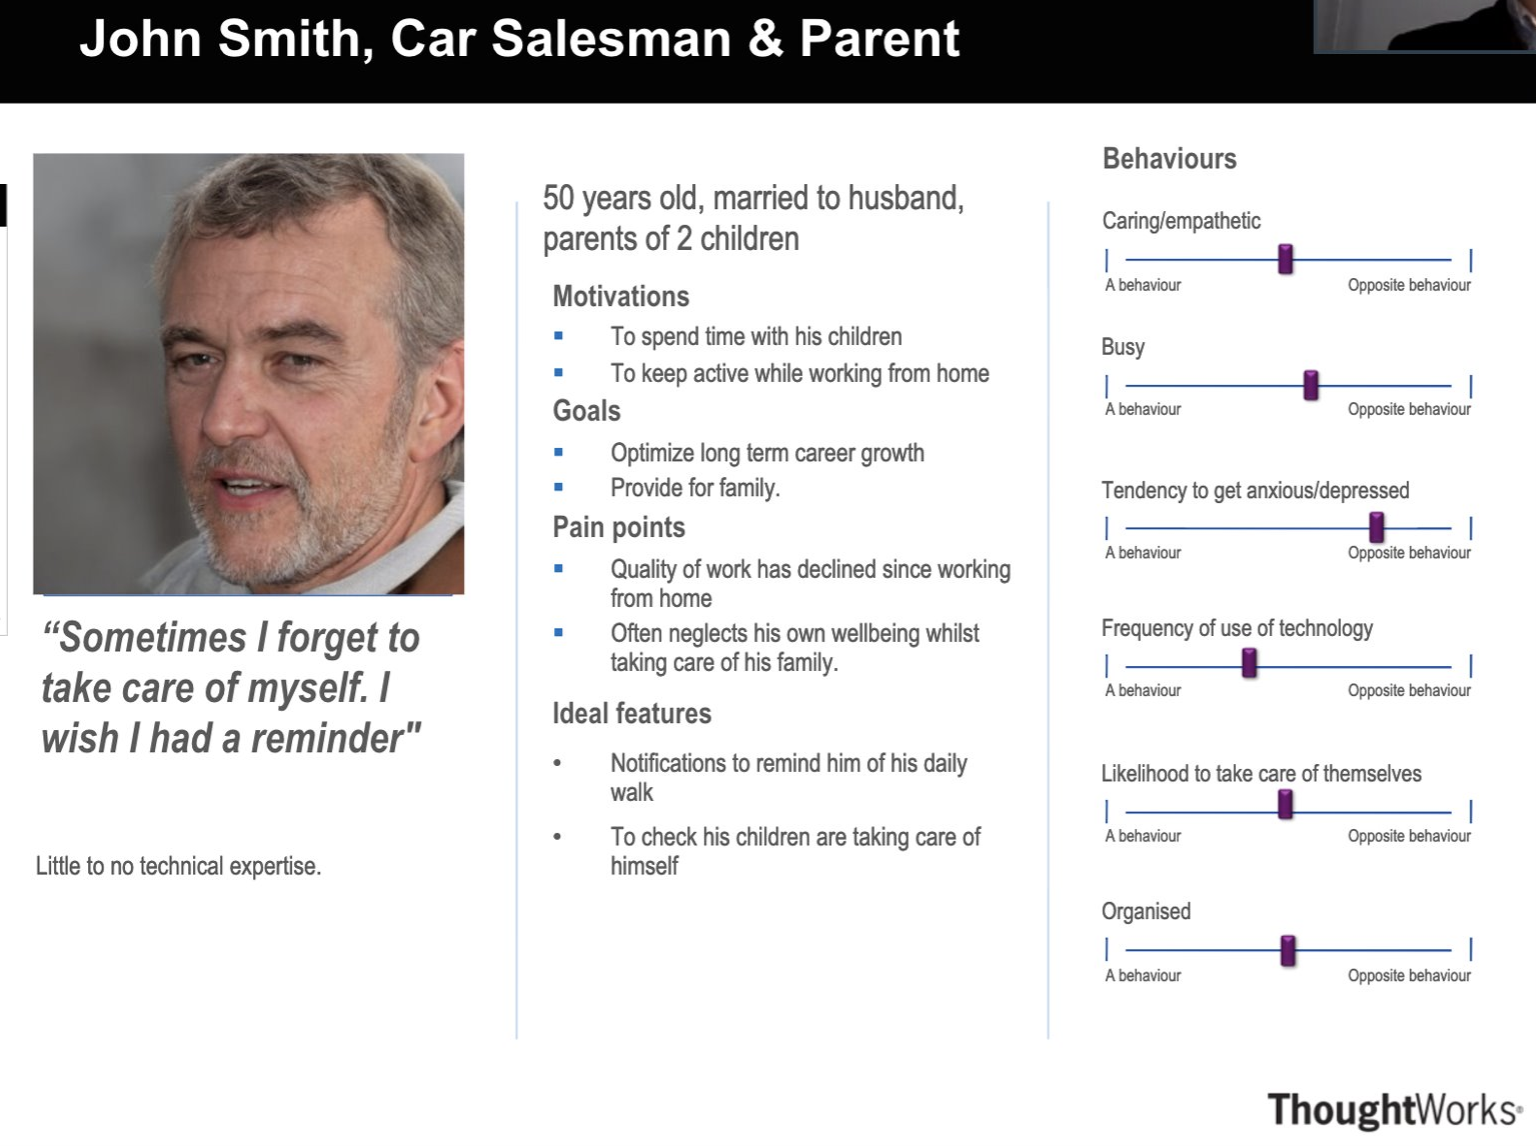 John Smith, Car Salesman & Parent
“Sometimes I forget to
take care of myself. I
wish I had a reminder"
Little to no technical expertise.
50 years old, married to husband,
parents of 2 children
Motivations
▪ To spend time with his children
▪ To keep active while working from home
Goals
▪ Optimize long term career growth
▪ Provide for family.
Pain points
▪ Quality of work has declined since working
from home
▪ Often neglects his own wellbeing whilst
taking care of his family.
Ideal features
• Notifications to remind him of his daily
walk
• To check his children are taking care of
himself
Behaviours
Caring/empathetic
A behaviour Opposite behaviour
Busy
A behaviour Opposite behaviour
Tendency to get anxious/depressed
A behaviour Opposite behaviour
Frequency of use of technology
A behaviour Opposite behaviour
Likelihood to take care of themselves
A behaviour Opposite behaviour
Organised
A behaviour Opposite behaviour
ThoughtWorks®